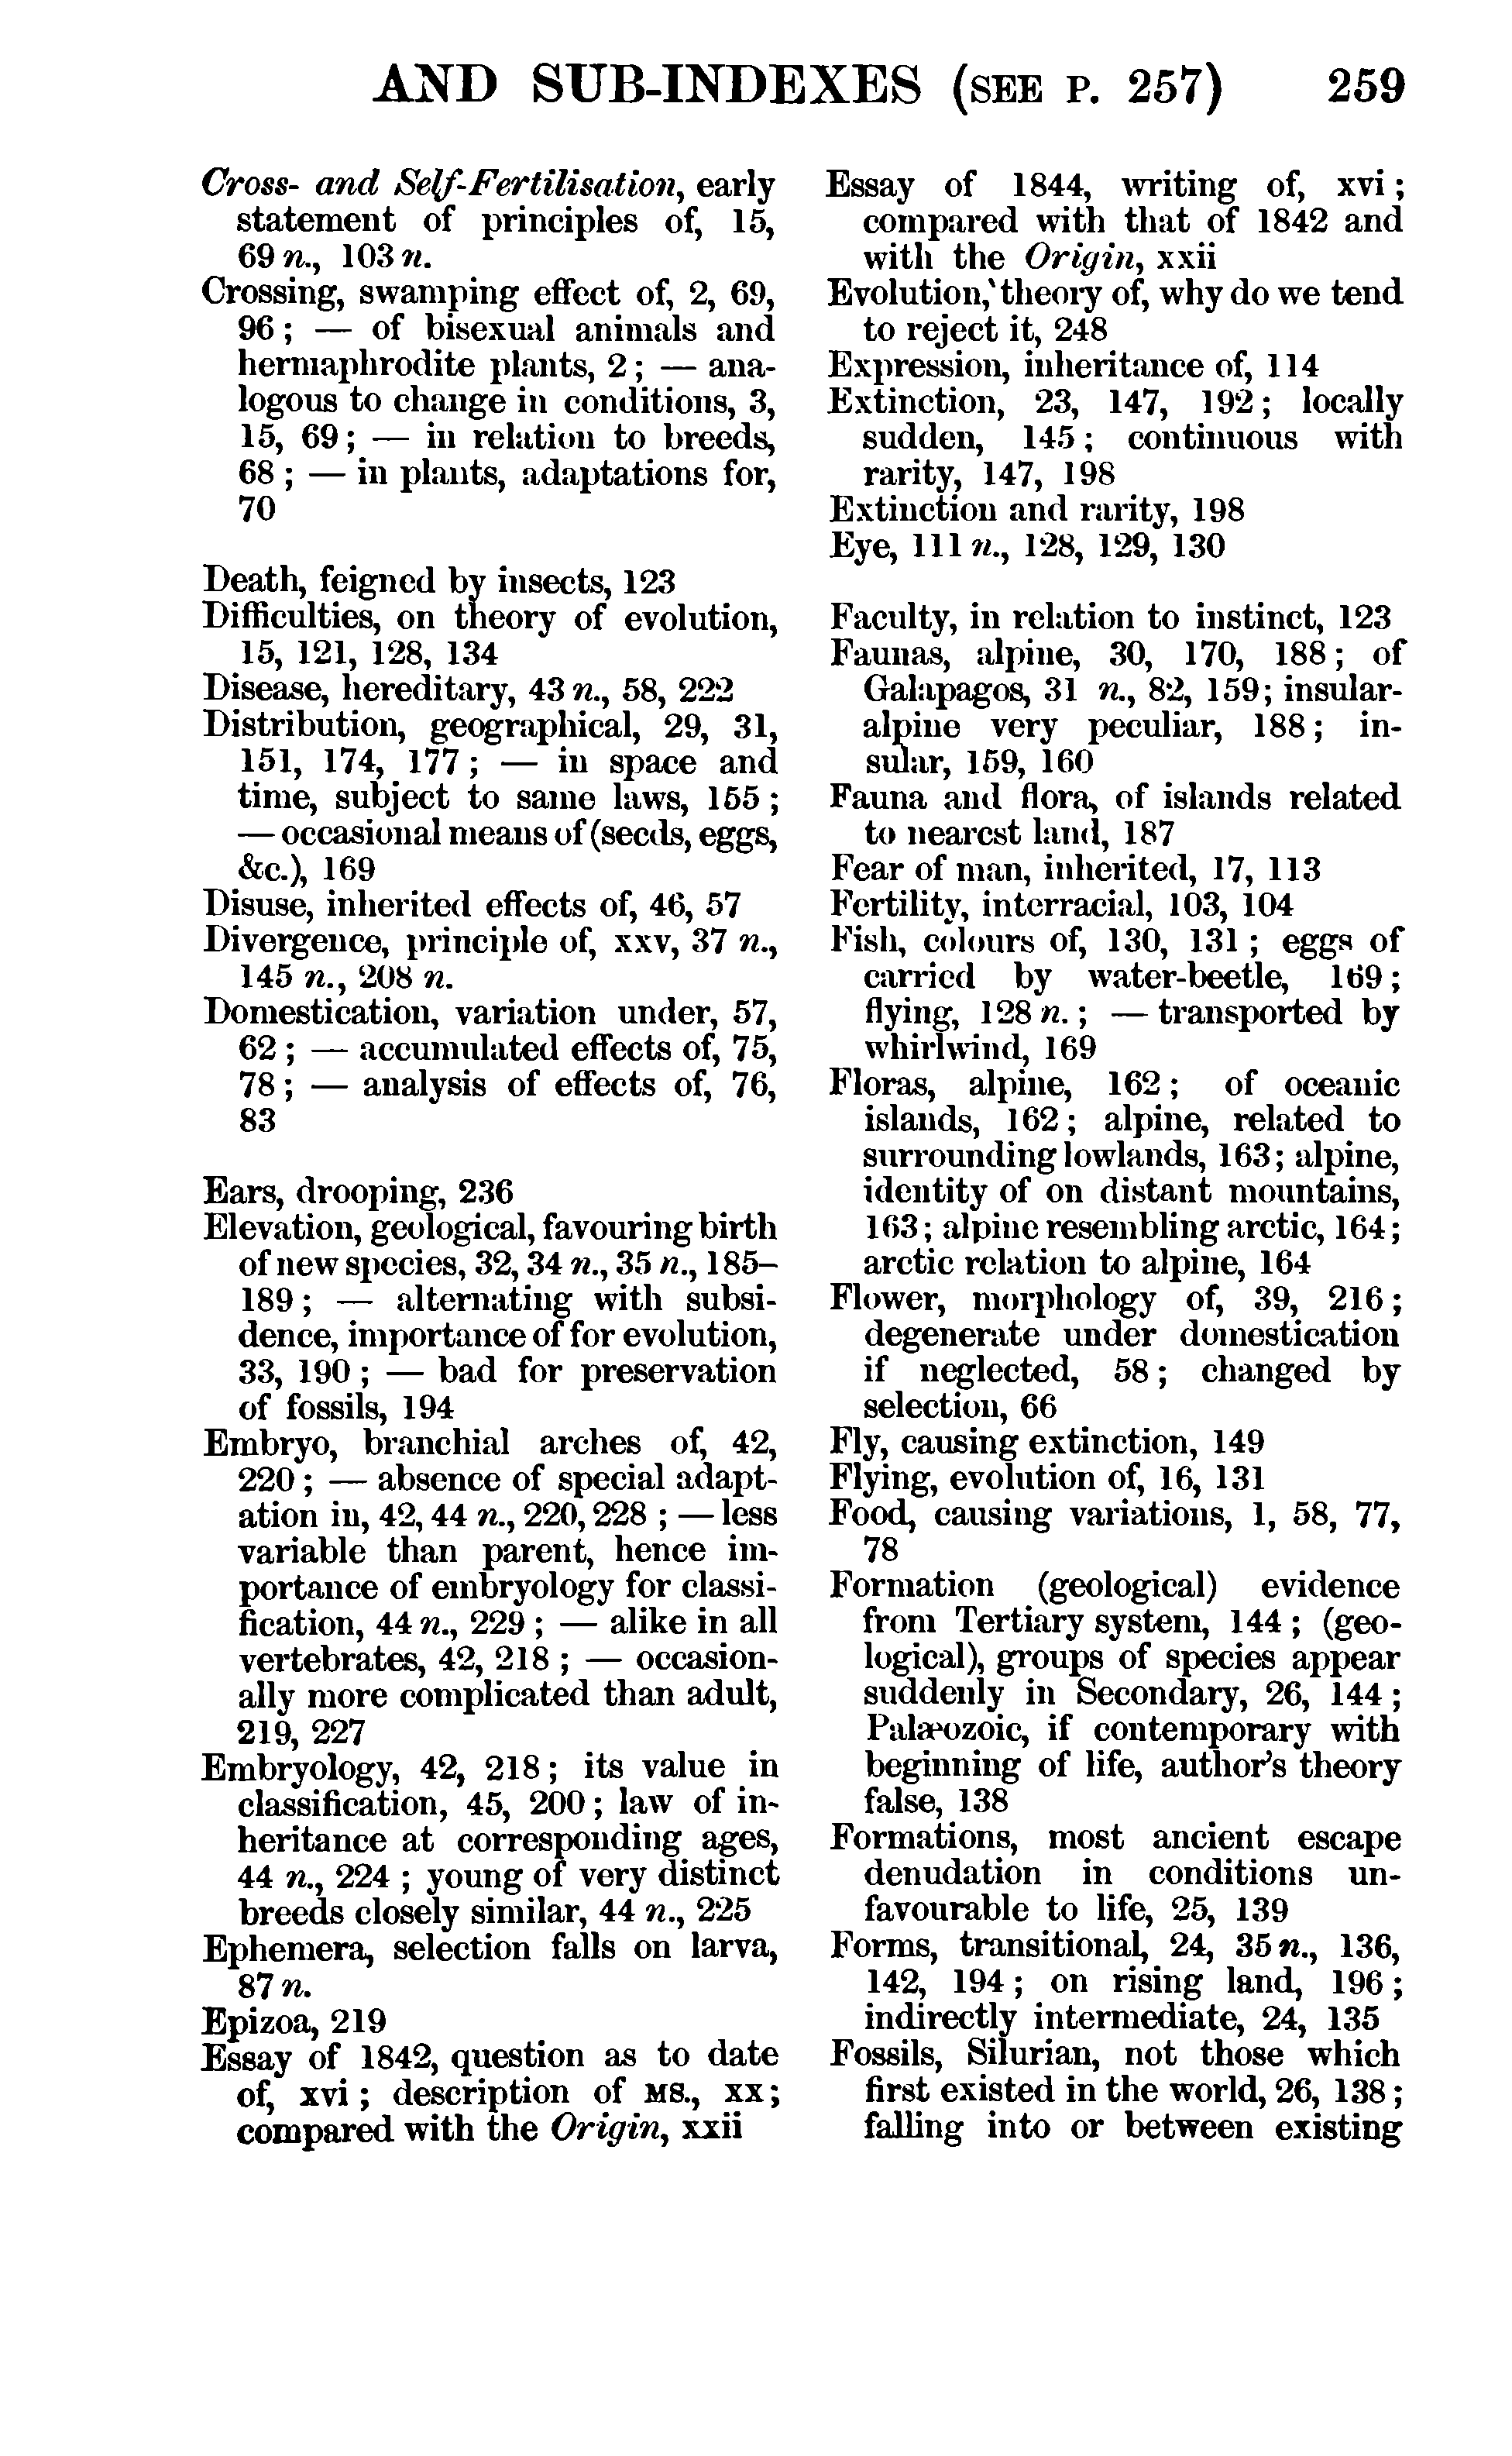 AND SUB-INDEXES (SEE P. 257) 259
Cross- and Self-Fertilisation, early
statement of principles of, 15,
69 n., 103 n.
Crossing, swamping effect of, 2, 69,
96; — of bisexual animals and
hermaphrodite plants, 2; — ana-
logous to change in conditions, 3,
15, 69; — in relation to breeds,
68; — in plants, adaptations for,
70
Death, feigned by insects, 123
Difficulties, on theory of evolution,
15, 121, 128, 134
Disease, hereditary, 43 n., 58, 222
Distribution, geographical, 29, 31,
151, 174, 177; — in space and
time, subject to same laws, 155;
— occasional means of (seeds, eggs,
&c.), 169
Disuse, inherited effects of, 46, 57
Divergence, principle of, xxv, 37 n.,
145 n., 208 n.
Domestication, variation under, 57,
62; — accumulated effects of, 75,
78; — analysis of effects of, 76,
83
Ears, drooping, 236
Elevation, geological, favouring birth
of new species, 32, 34 n., 35 n., 185–
189; — alternating with subsi-
dence, importance of for evolution,
33, 190; — bad for preservation
of fossils, 194
Embryo, branchial arches of, 42,
220; — absence of special adapt-
ation in, 42, 44 n., 220, 228; — less
variable than parent, hence im-
portance of embryology for classi-
fication, 44 n., 229; — alike in all
vertebrates, 42, 218; — occasion-
ally more complicated than adult,
219, 227
Embryology, 42, 218; its value in
classification, 45, 200; law of in-
heritance at corresponding ages,
44 n., 224; young of very distinct
breeds closely similar, 44 n., 225
Ephemera, selection falls on larva,
87 n.
Epizoa, 219
Essay of 1842, question as to date
of, xvi; description of MS., xx;
compared with the Origin, xxii
Essay of 1844, writing of, xvi;
compared with that of 1842 and
with the Origin, xxii
Evolution, theory of, why do we tend
to reject it, 248
Expression, inheritance of, 114
Extinction, 23, 147, 192; locally
sudden, 145; continuous with
rarity, 147, 198
Extinction and rarity, 198
Eye, 111 n., 128, 129, 130
Faculty, in relation to instinct, 123
Faunas, alpine, 30, 170, 188; of
Galapagos, 31 n., 82, 159; insular-
alpine very peculiar, 188; in-
sular, 159, 160
Fauna and flora, of islands related
to nearest land, 187
Fear of man, inherited, 17, 113
Fertility, interracial, 103, 104
Fish, colours of, 130, 131; eggs of
carried by water-beetle, 169;
flying, 128 n.; — transported by
whirlwind, 169
Floras, alpine, 162; of oceanic
islands, 162; alpine, related to
surrounding lowlands, 163; alpine,
identity of on distant mountains,
163; alpine resembling arctic, 164;
arctic relation to alpine, 164
Flower, morphology of, 39, 216;
degenerate under domestication
if neglected, 58; changed by
selection, 66
Fly, causing extinction, 149
Flying, evolution of, 16, 131
Food, causing variations, 1, 58, 77,
78
Formation (geological) evidence
from Tertiary system, 144; (geo-
logical), groups of species appear
suddenly in Secondary, 26, 144;
Palæozoic, if contemporary with
beginning of life, author's theory
false, 138
Formations, most ancient escape
denudation in conditions un-
favourable to life, 25, 139
Forms, transitional, 24, 35 n., 136,
142, 194; on rising land, 196;
indirectly intermediate, 24, 135
Fossils, Silurian, not those which
first existed in the world, 26, 138;
falling into or between existing